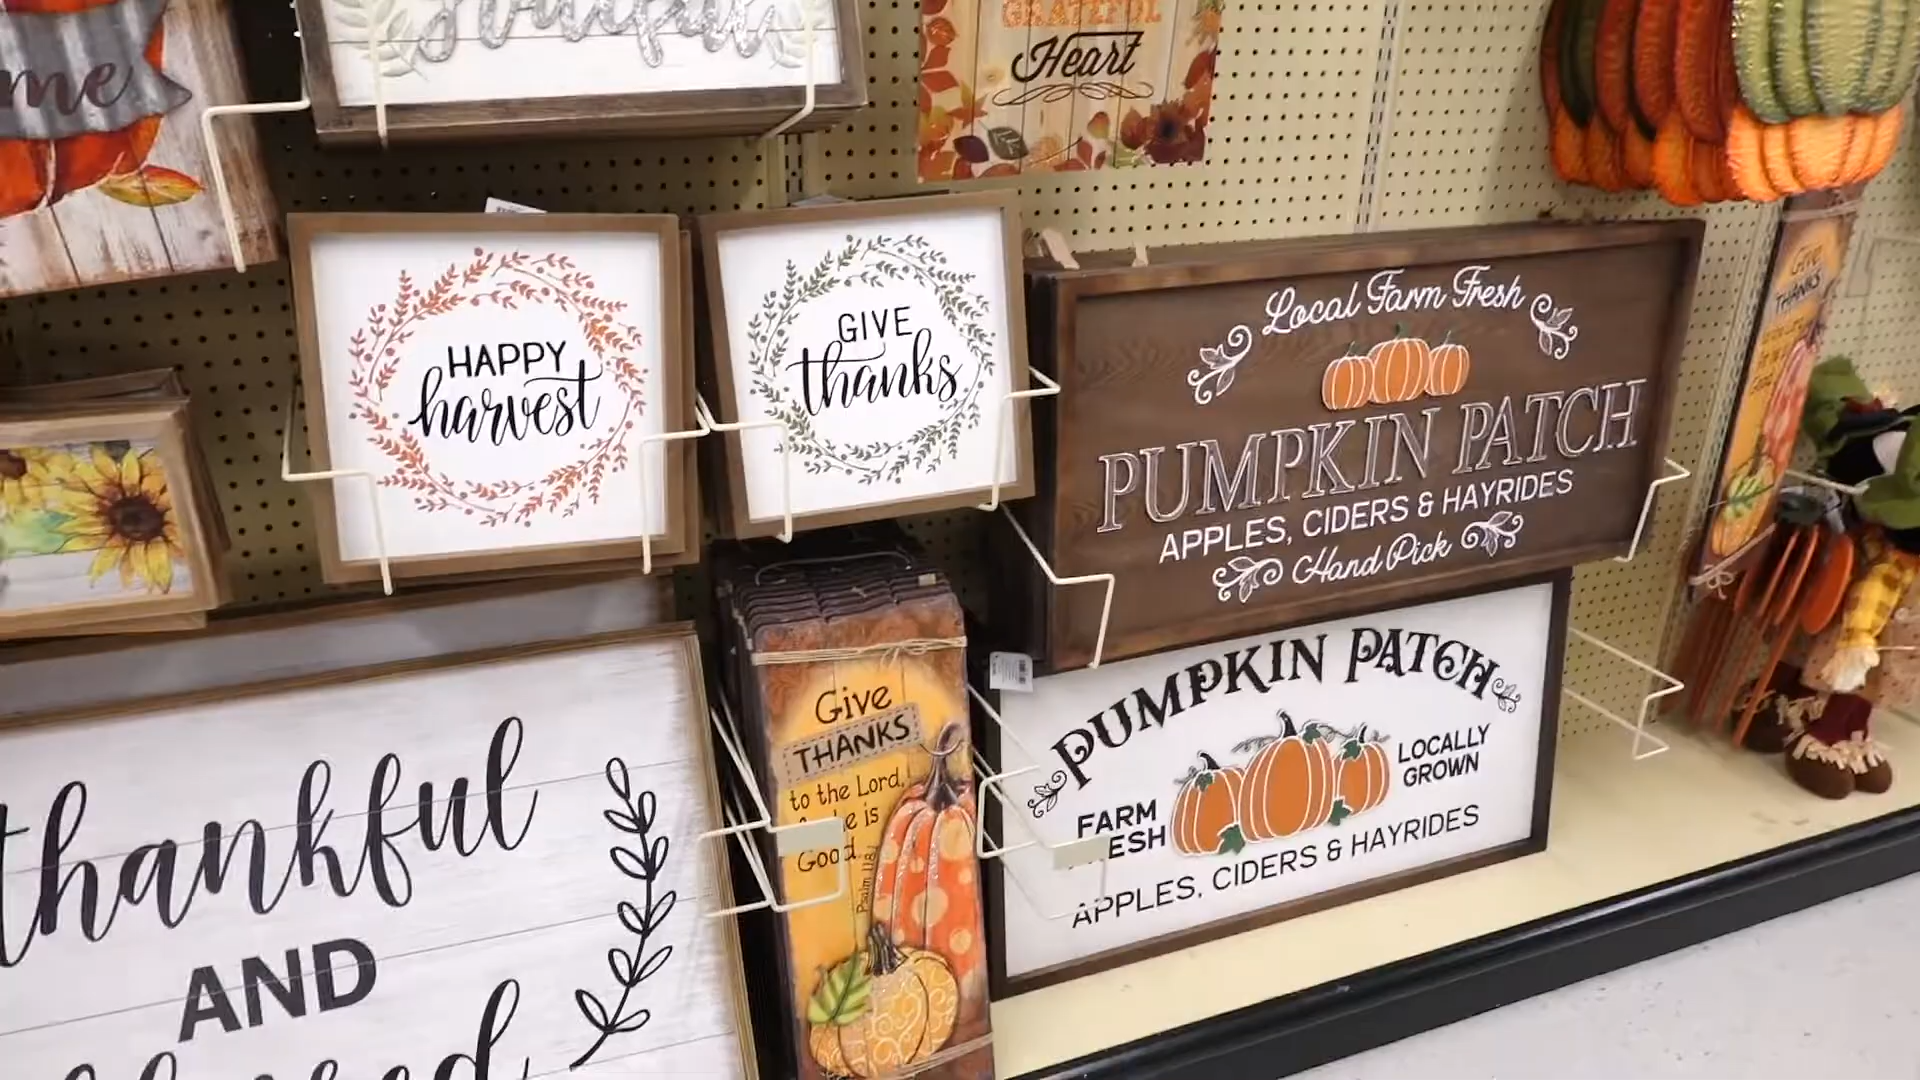 GRATEFUL
Heart
me
HAPPY
harvest
GIVE
thanks
Local Farm Fresh
PUMPKIN PATCH
APPLES, CIDERS & HAYRIDES
Hand Pick
Give
THANKS
thankful
AND
Give
THANKS
to the Lord,
is
Good.
Psalm 118:1
PUMPKIN PATCH
LOCALLY
GROWN
FARM
ESH
APPLES, CIDERS & HAYRIDES